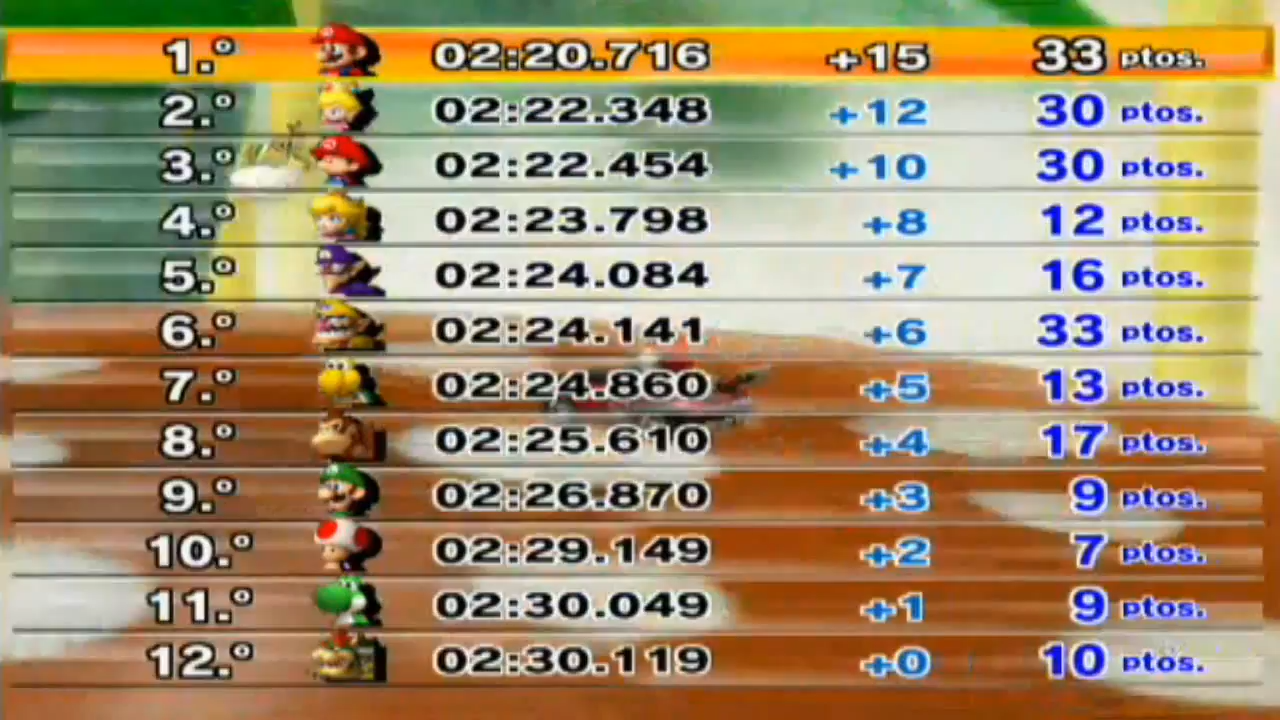 1.º 02:20.716 +15 33 ptos.
2.º 02:22.348 +12 30 ptos.
3.º 02:22.454 +10 30 ptos.
4.º 02:23.798 +8 12 ptos.
5.º 02:24.084 +7 16 ptos.
6.º 02:24.141 +6 33 ptos.
7.º 02:24.860 +5 13 ptos.
8.º 02:25.610 +4 17 ptos.
9.º 02:26.870 +3 9 ptos.
10.º 02:29.149 +2 7 ptos.
11.º 02:30.049 +1 9 ptos.
12.º 02:30.119 +0 10 ptos.